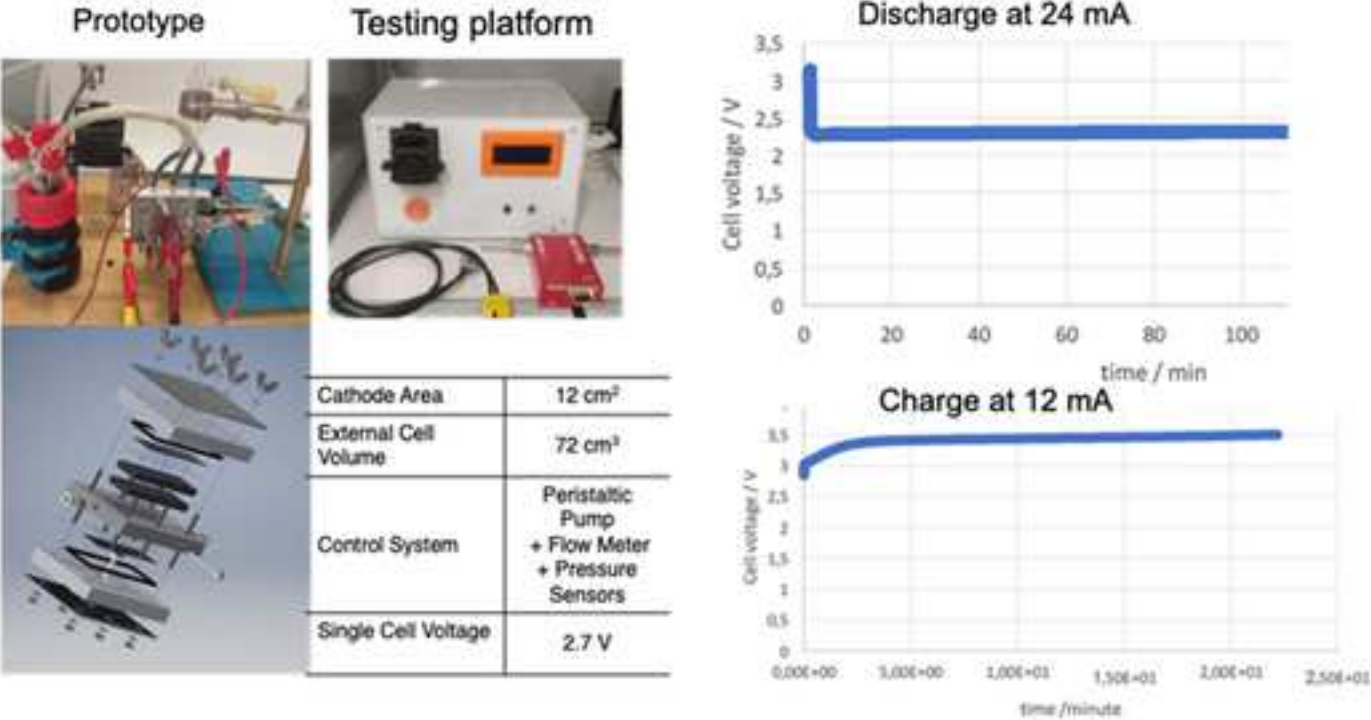 Prototype
Testing platform
Cathode Area
12 cm²
External Cell
Volume
72 cm³
Control System
Peristaltic
Pump
+ Flow Meter
+ Pressure
Sensors
Single Cell Voltage
2.7 V
Discharge at 24 mA
Cell voltage / V
3,5
3
2,5
2
1,5
1
0,5
0
0
20
40
60
80
100
time / min
Charge at 12 mA
Cell voltage / V
3,5
3
2,5
2
1,5
1
0,5
0
0,00E+00
5,00E+00
1,00E+01
1,50E+01
2,00E+01
2,50E+01
time /minute